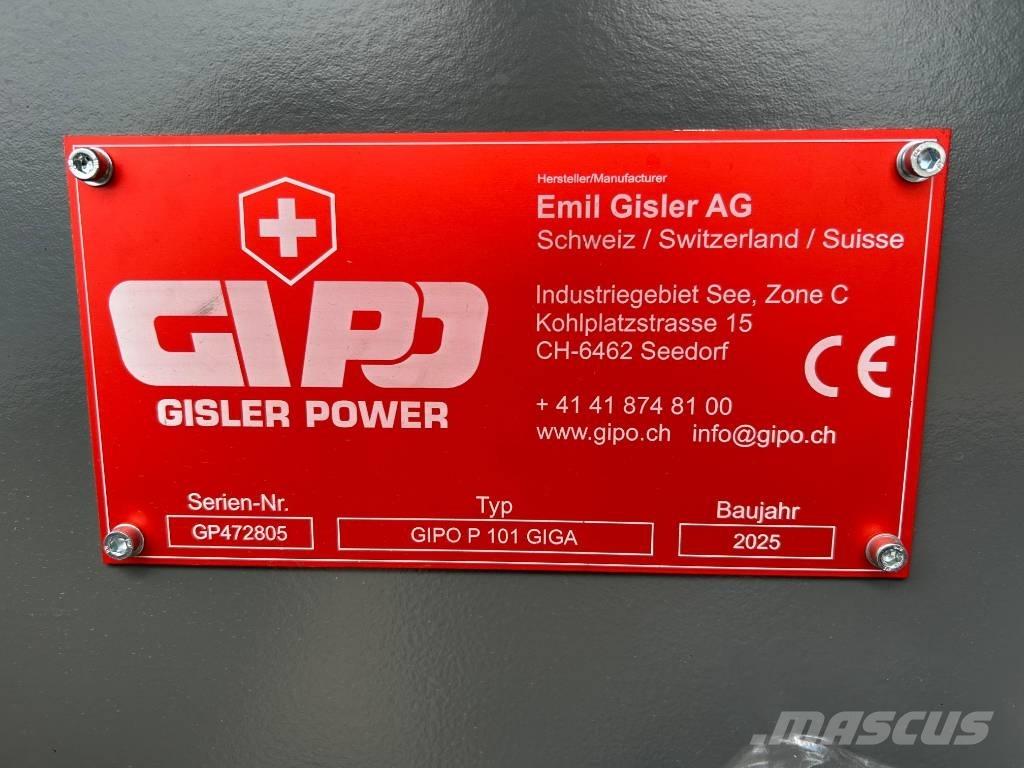 GIPO
GISLER POWER
Hersteller/Manufacturer
Emil Gisler AG
Schweiz / Switzerland / Suisse
Industriegebiet See, Zone C
Kohlplatzstrasse 15
CH-6462 Seedorf
+ 41 41 874 81 00
www.gipo.ch info@gipo.ch
CE
Serien-Nr. Typ Baujahr
GP472805 GIPO P 101 GIGA 2025
MASCUS